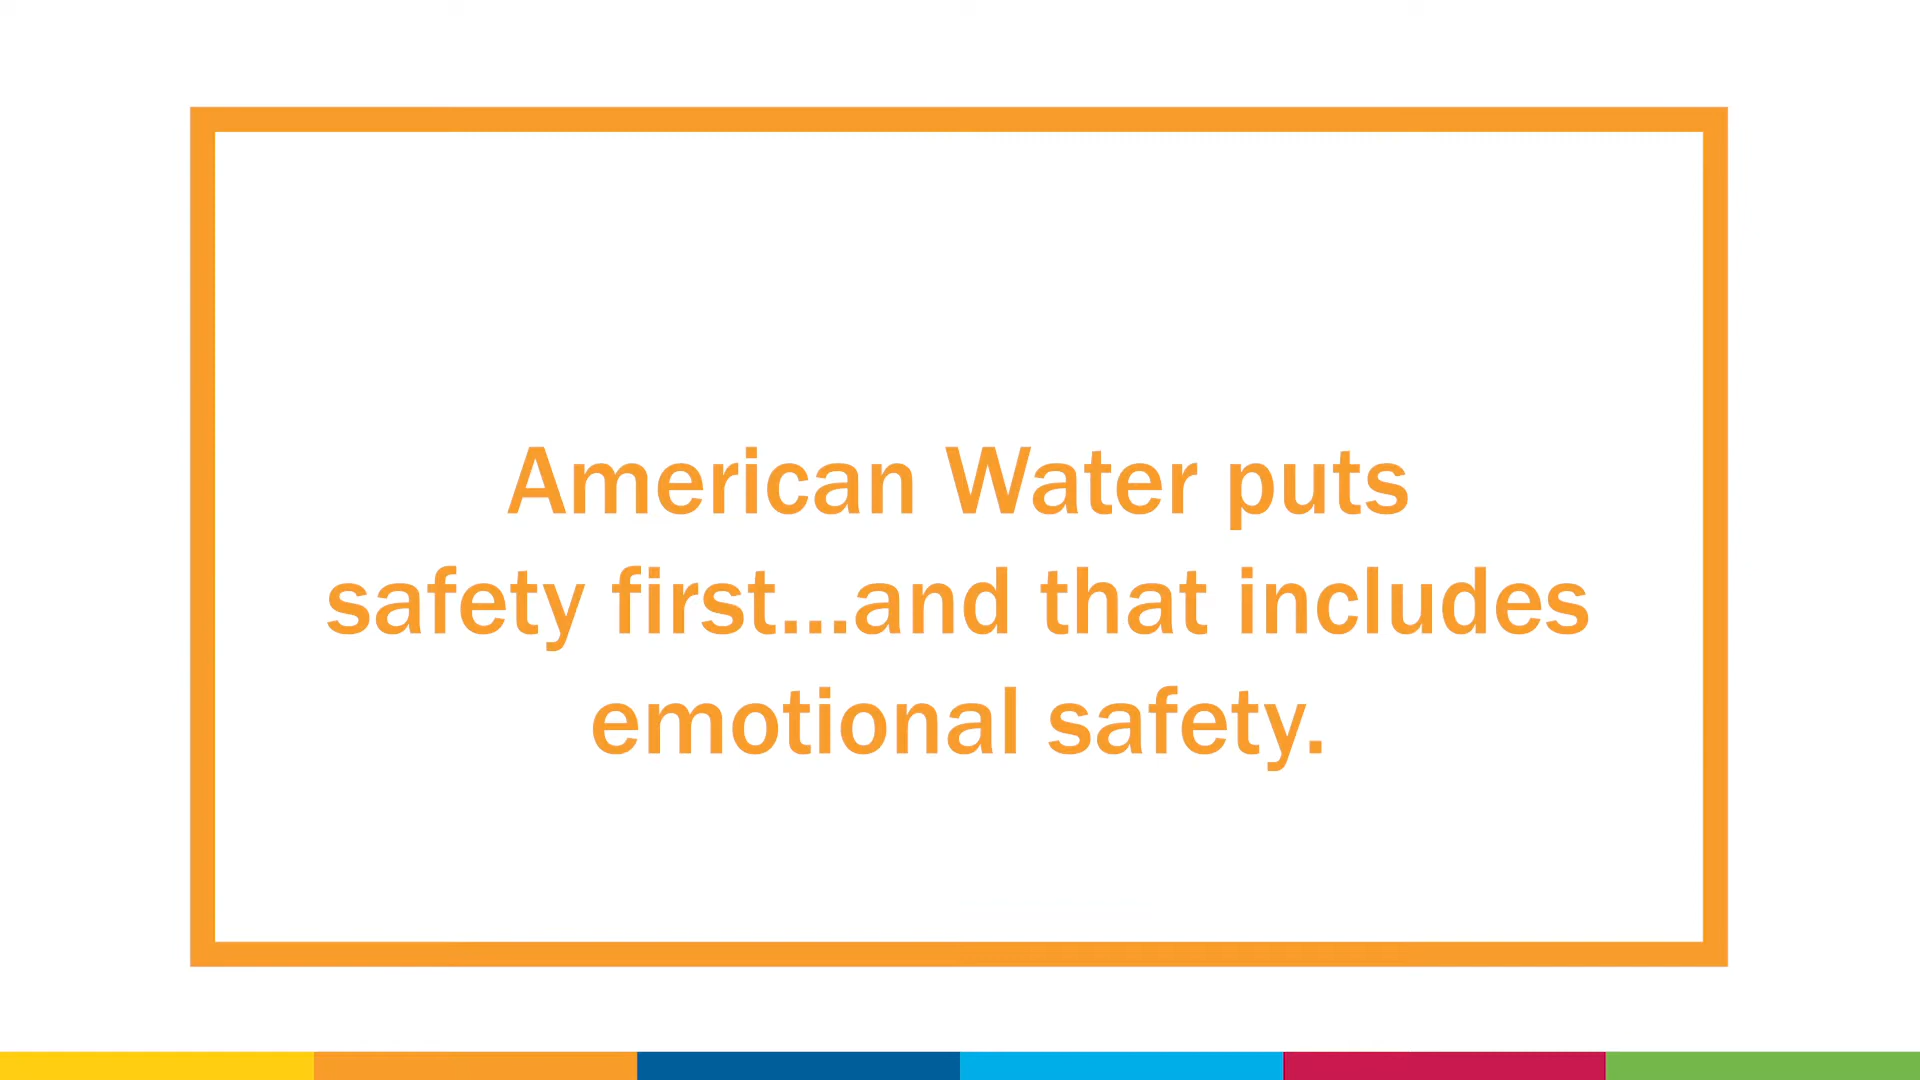 American Water puts
safety first...and that includes
emotional safety.